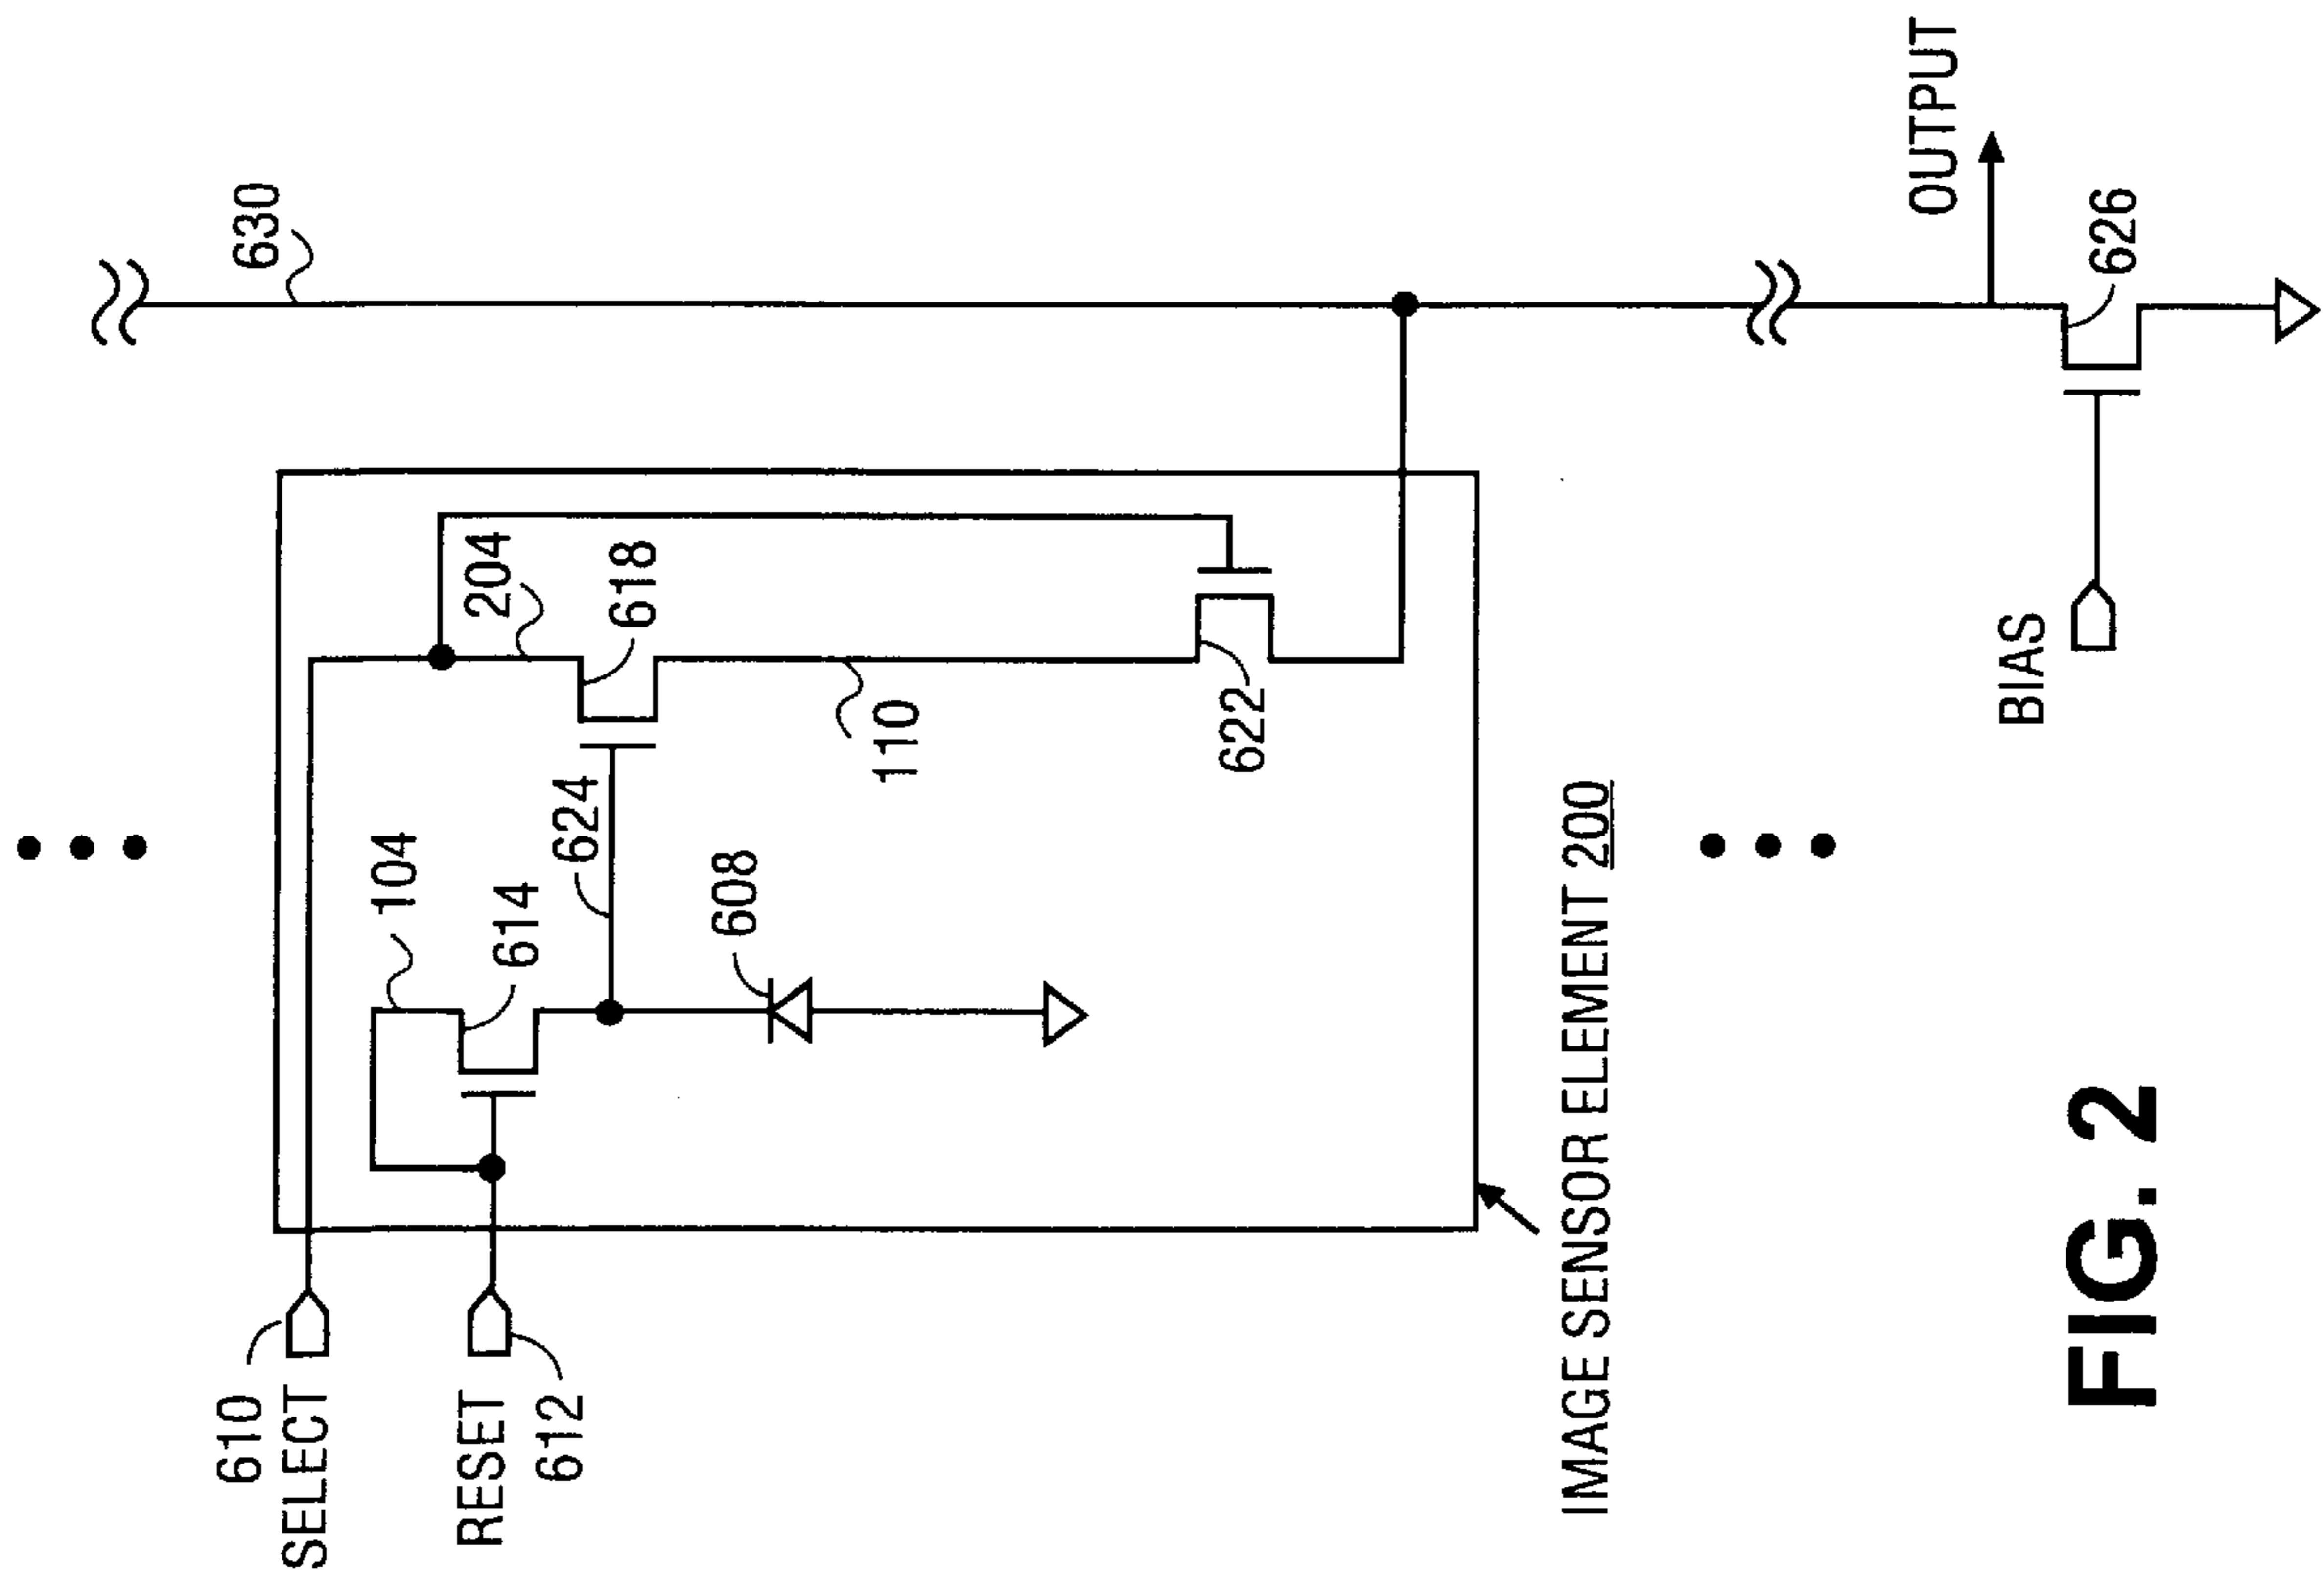 610
SELECT
RESET
612
104
614
624
608
204
618
110
622
630
IMAGE SENSOR ELEMENT 200
BIAS
OUTPUT
626
FIG. 2